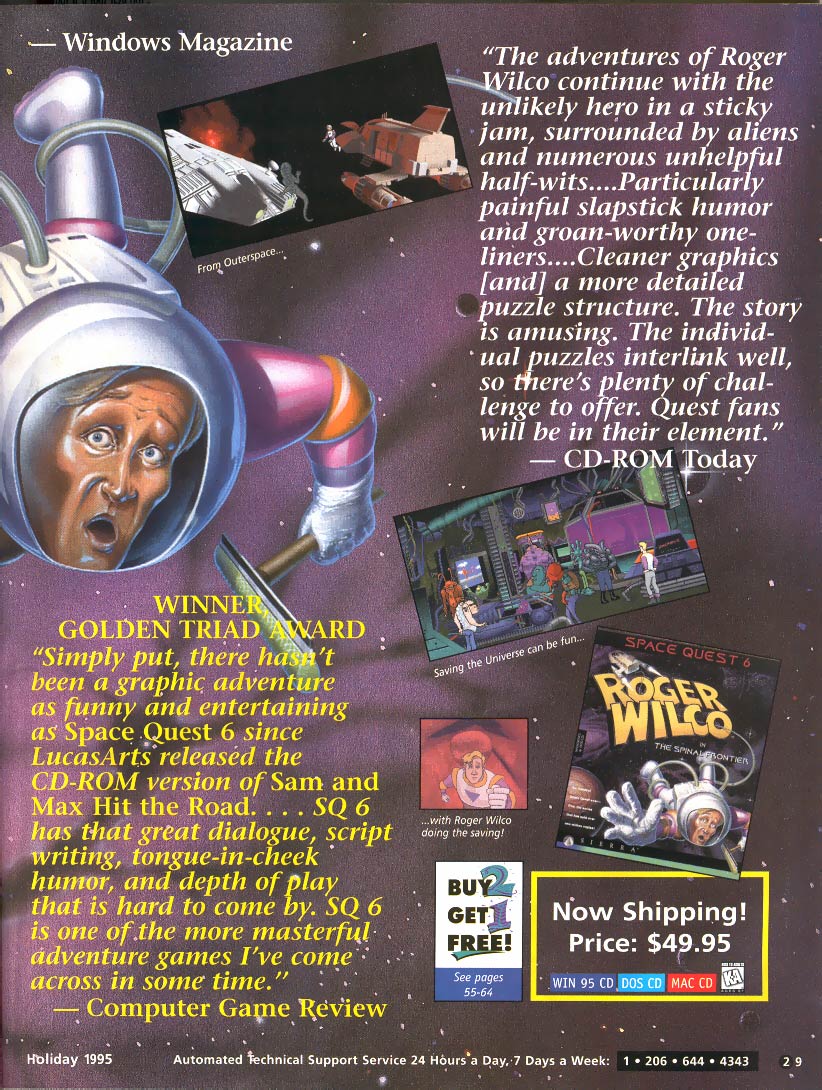 — Windows Magazine
“The adventures of Roger
Wilco continue with the
unlikely hero in a sticky
jam, surrounded by aliens
and numerous unhelpful
half-wits....Particularly
painful slapstick humor
and groan-worthy one-
liners....Cleaner graphics
[and] a more detailed
puzzle structure. The story
is amusing. The individ-
ual puzzles interlink well,
so there’s plenty of chal-
lenge to offer. Quest fans
will be in their element.”
— CD-ROM Today
From Outerspace...
Saving the Universe can be fun...
WINNER,
GOLDEN TRIAD AWARD
“Simply put, there hasn’t
been a graphic adventure
as funny and entertaining
as Space Quest 6 since
LucasArts released the
CD-ROM version of Sam and
Max Hit the Road. . . . SQ 6
has that great dialogue, script
writing, tongue-in-cheek
humor, and depth of play
that is hard to come by. SQ 6
is one of the more masterful
adventure games I’ve come
across in some time.”
— Computer Game Review
...with Roger Wilco
doing the saving!
SPACE QUEST 6
ROGER
WILCO
IN
THE SPINAL FRONTIER
SIERRA
BUY 2
GET 1
FREE!
See pages
55-64
Now Shipping!
Price: $49.95
WIN 95 CD DOS CD MAC CD
K-A
Holiday 1995
Automated Technical Support Service 24 Hours a Day, 7 Days a Week: 1 • 206 • 644 • 4343
29